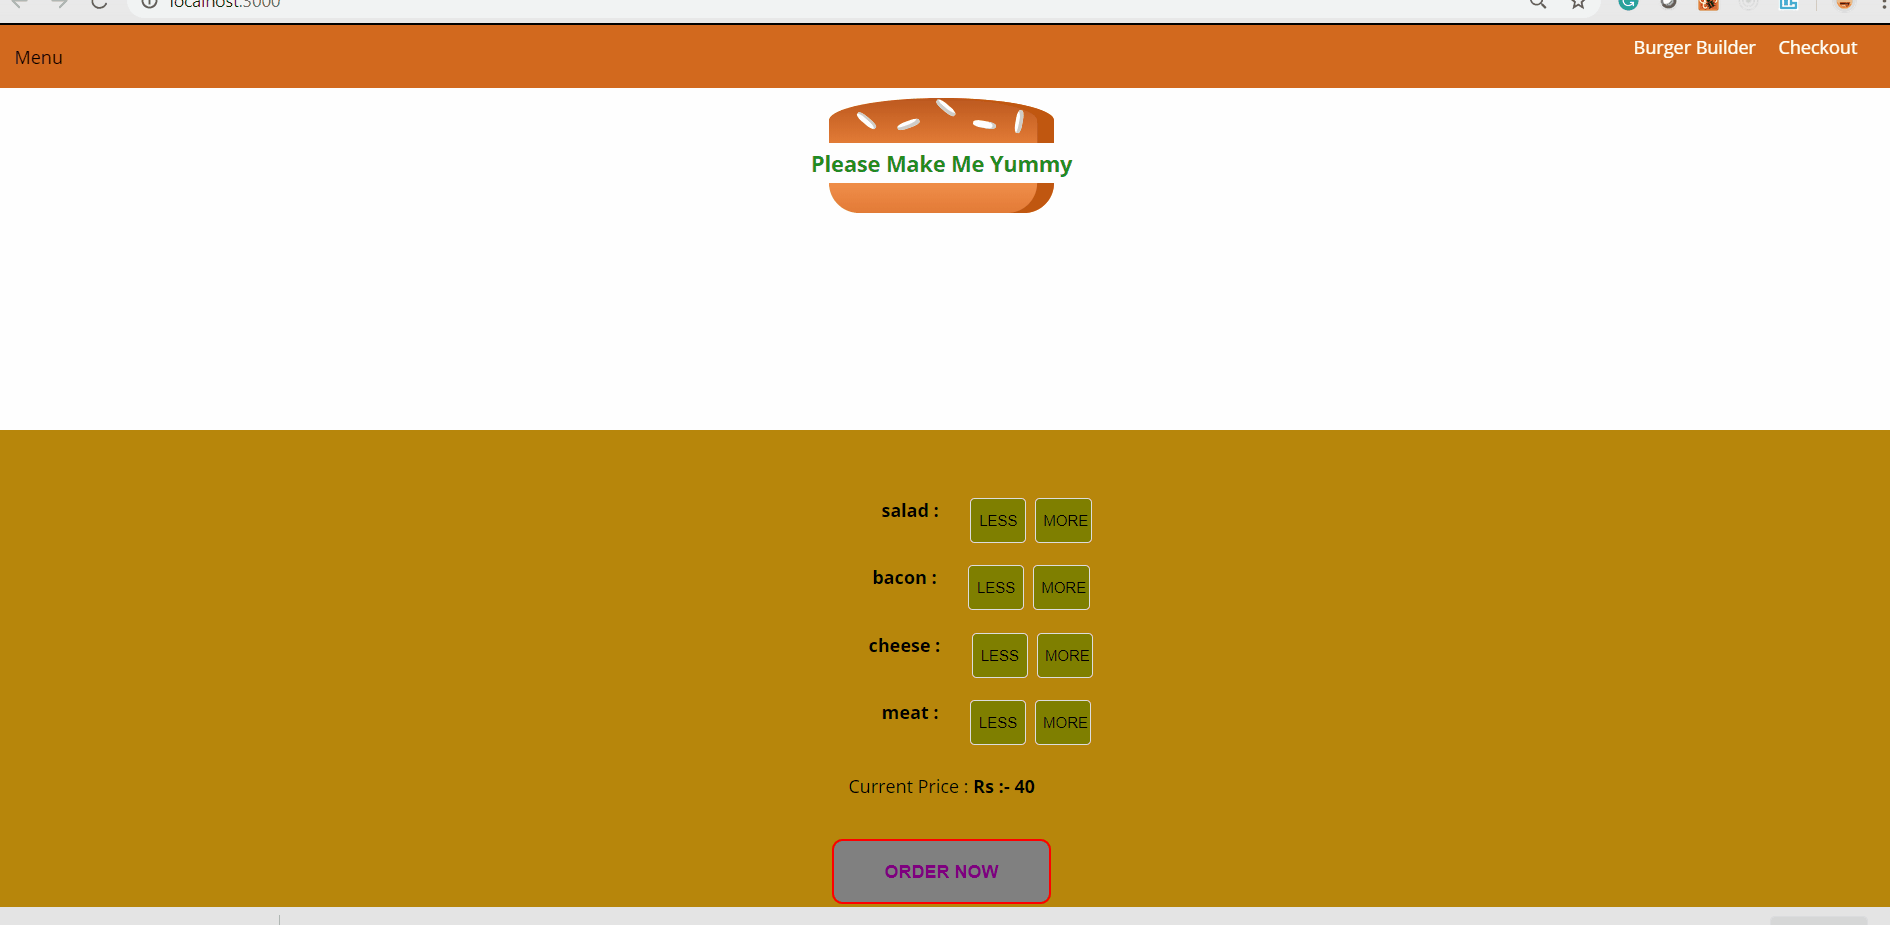 localhost:3000
Menu
Burger Builder Checkout
Please Make Me Yummy
salad : LESS MORE
bacon : LESS MORE
cheese : LESS MORE
meat : LESS MORE
Current Price : Rs :- 40
ORDER NOW